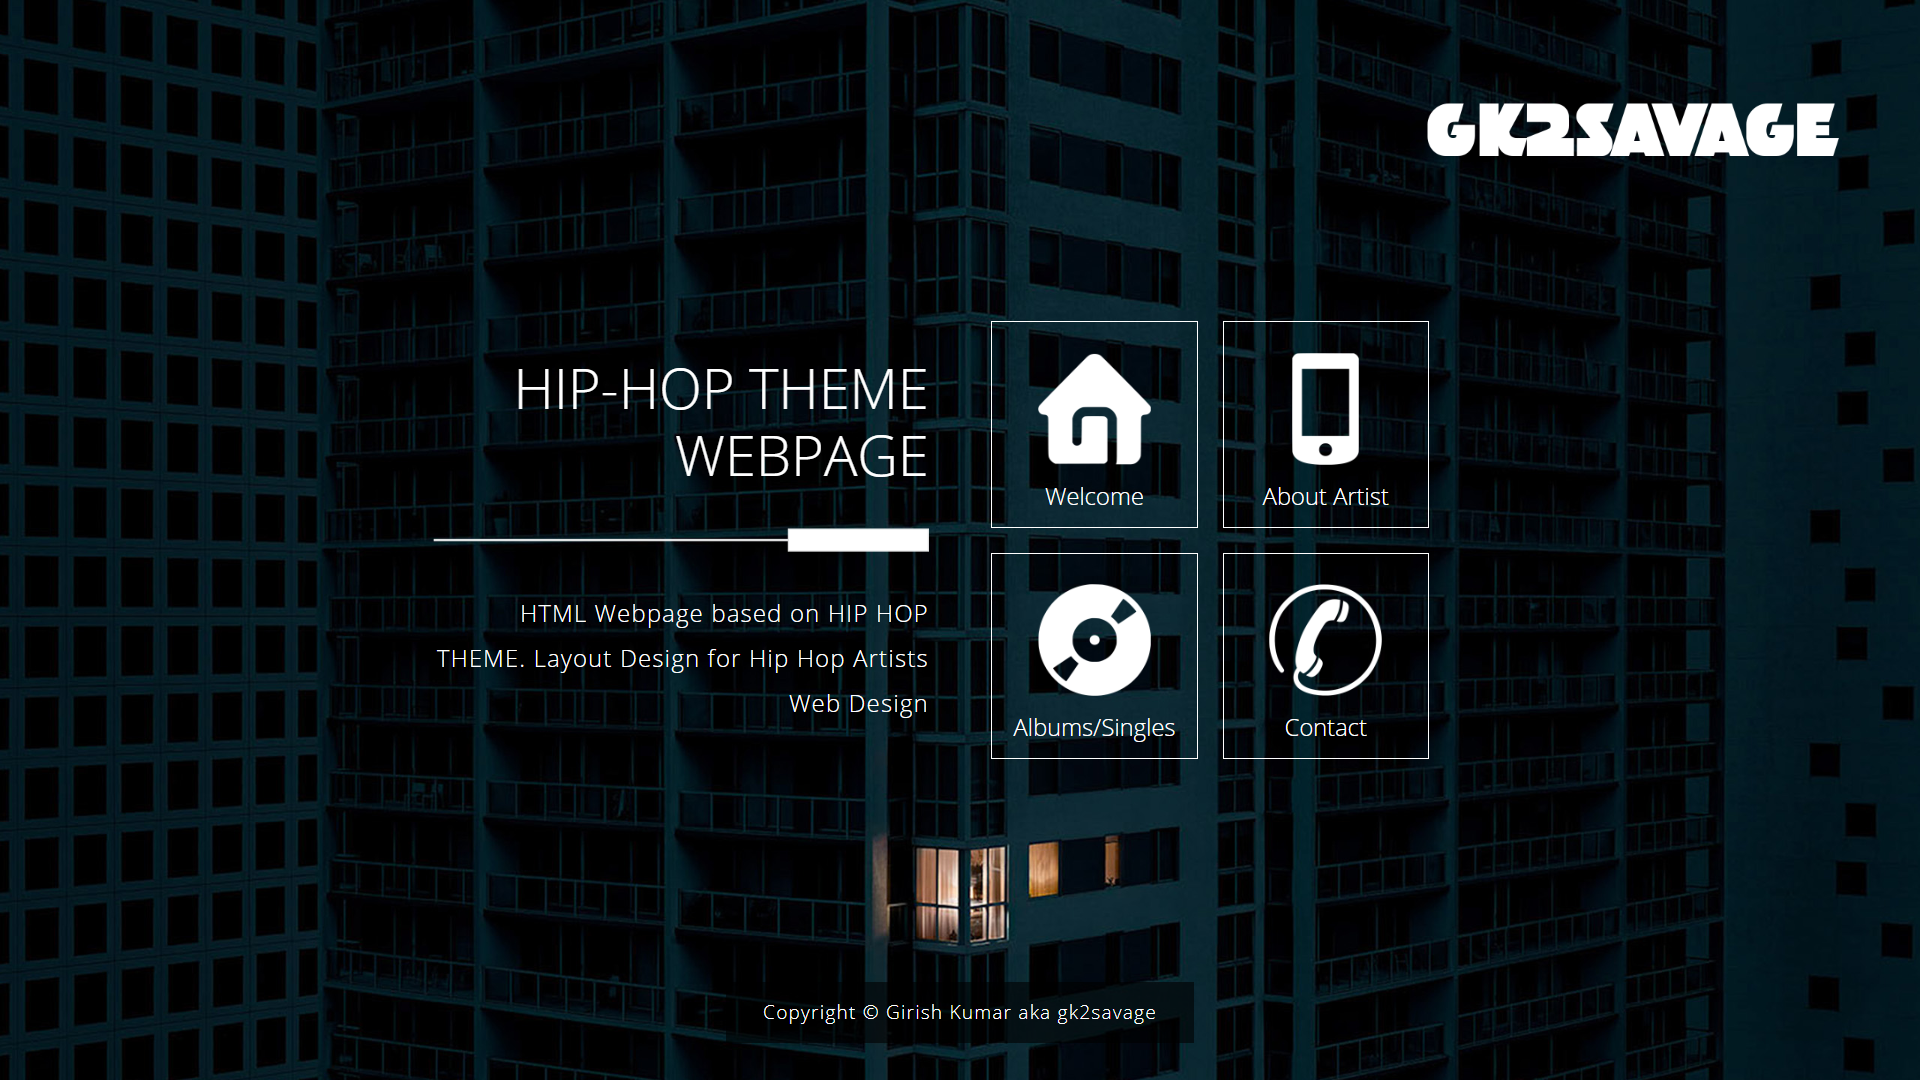 GK2SAVAGE
HIP-HOP THEME
WEBPAGE
HTML Webpage based on HIP HOP
THEME. Layout Design for Hip Hop Artists
Web Design
Welcome
About Artist
Albums/Singles
Contact
Copyright © Girish Kumar aka gk2savage